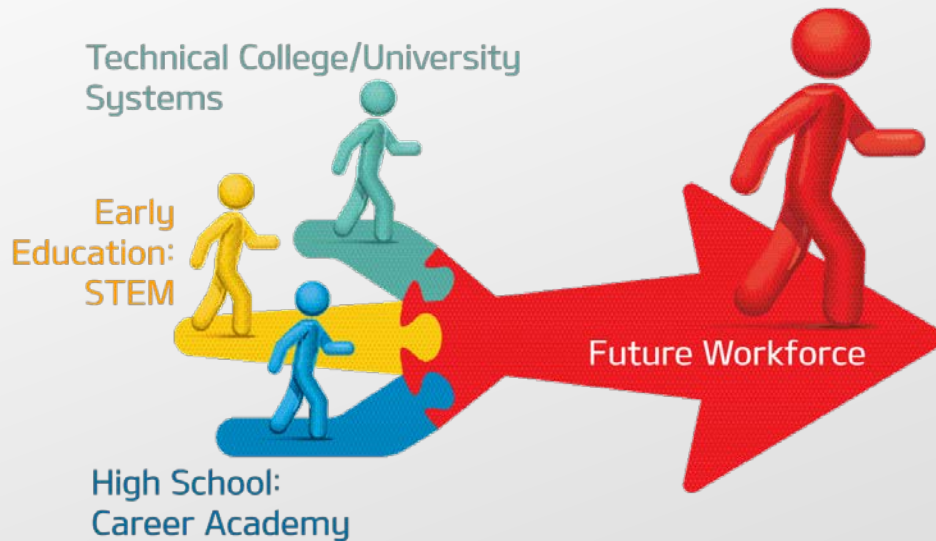 Technical College/University
Systems
Early
Education:
STEM
Future Workforce
High School:
Career Academy